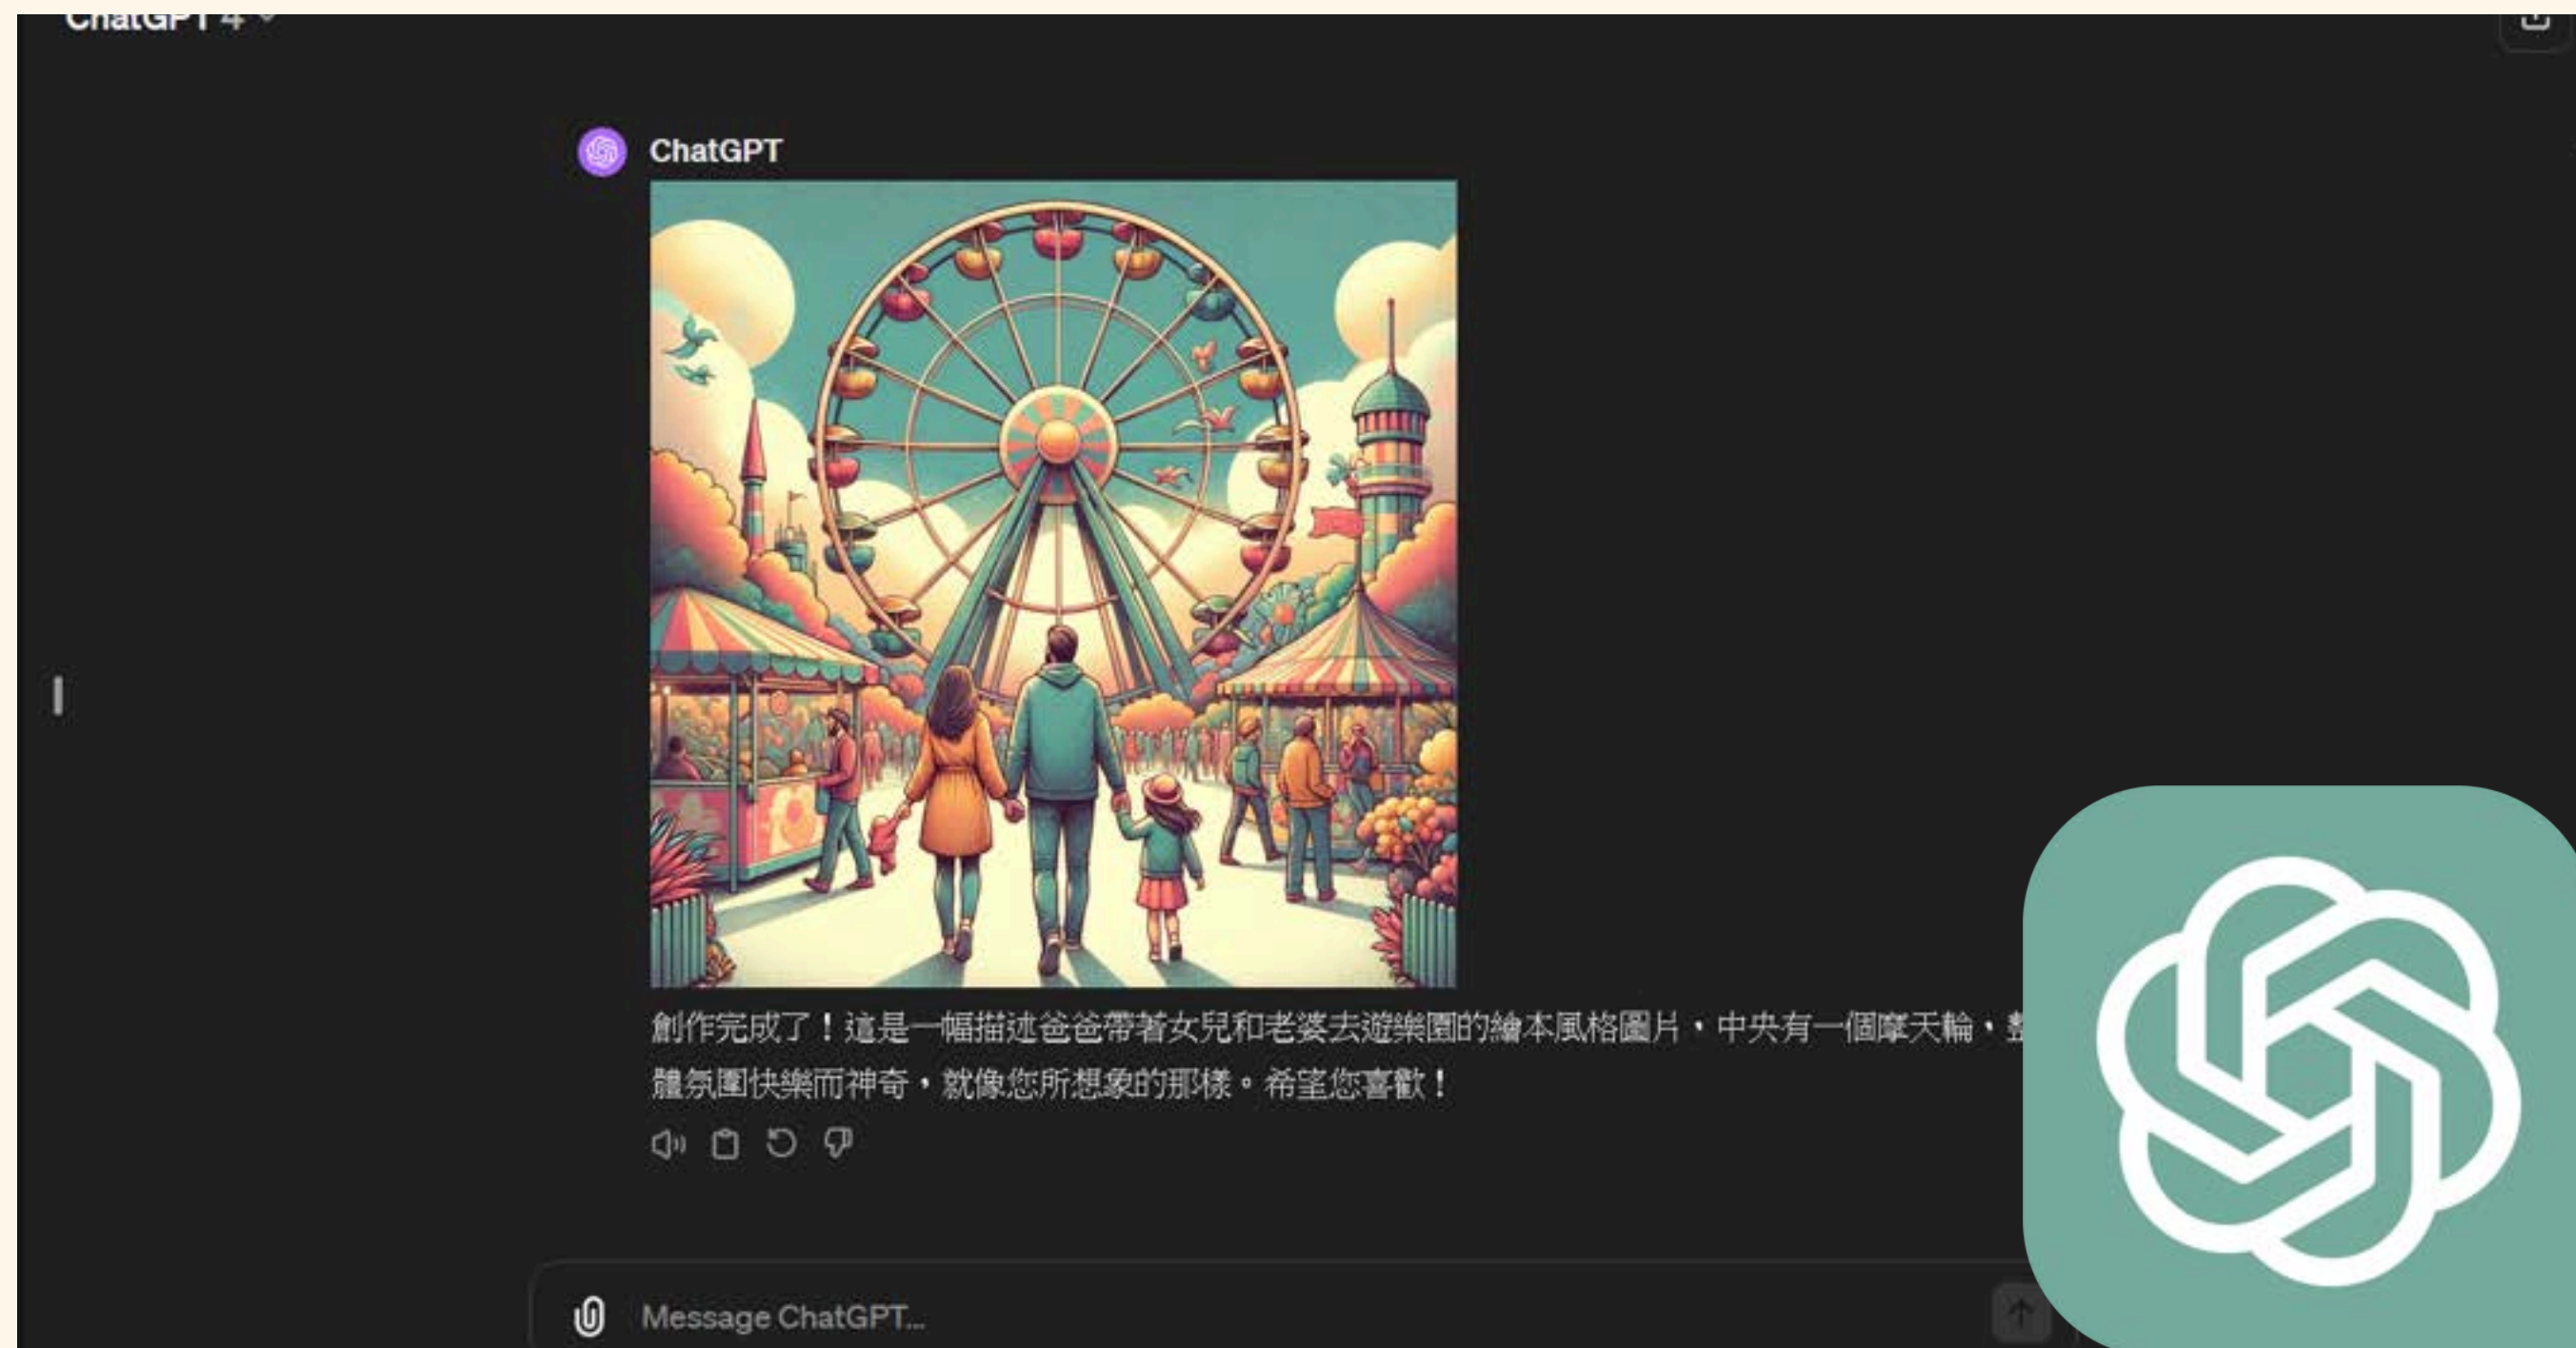 ChatGPT 4
ChatGPT
創作完成了！這是一幅描述爸爸帶著女兒和老婆去遊樂園的繪本風格圖片，中央有一個摩天輪，整
體氛圍快樂而神奇，就像您所想象的那樣。希望您喜歡！
Message ChatGPT...